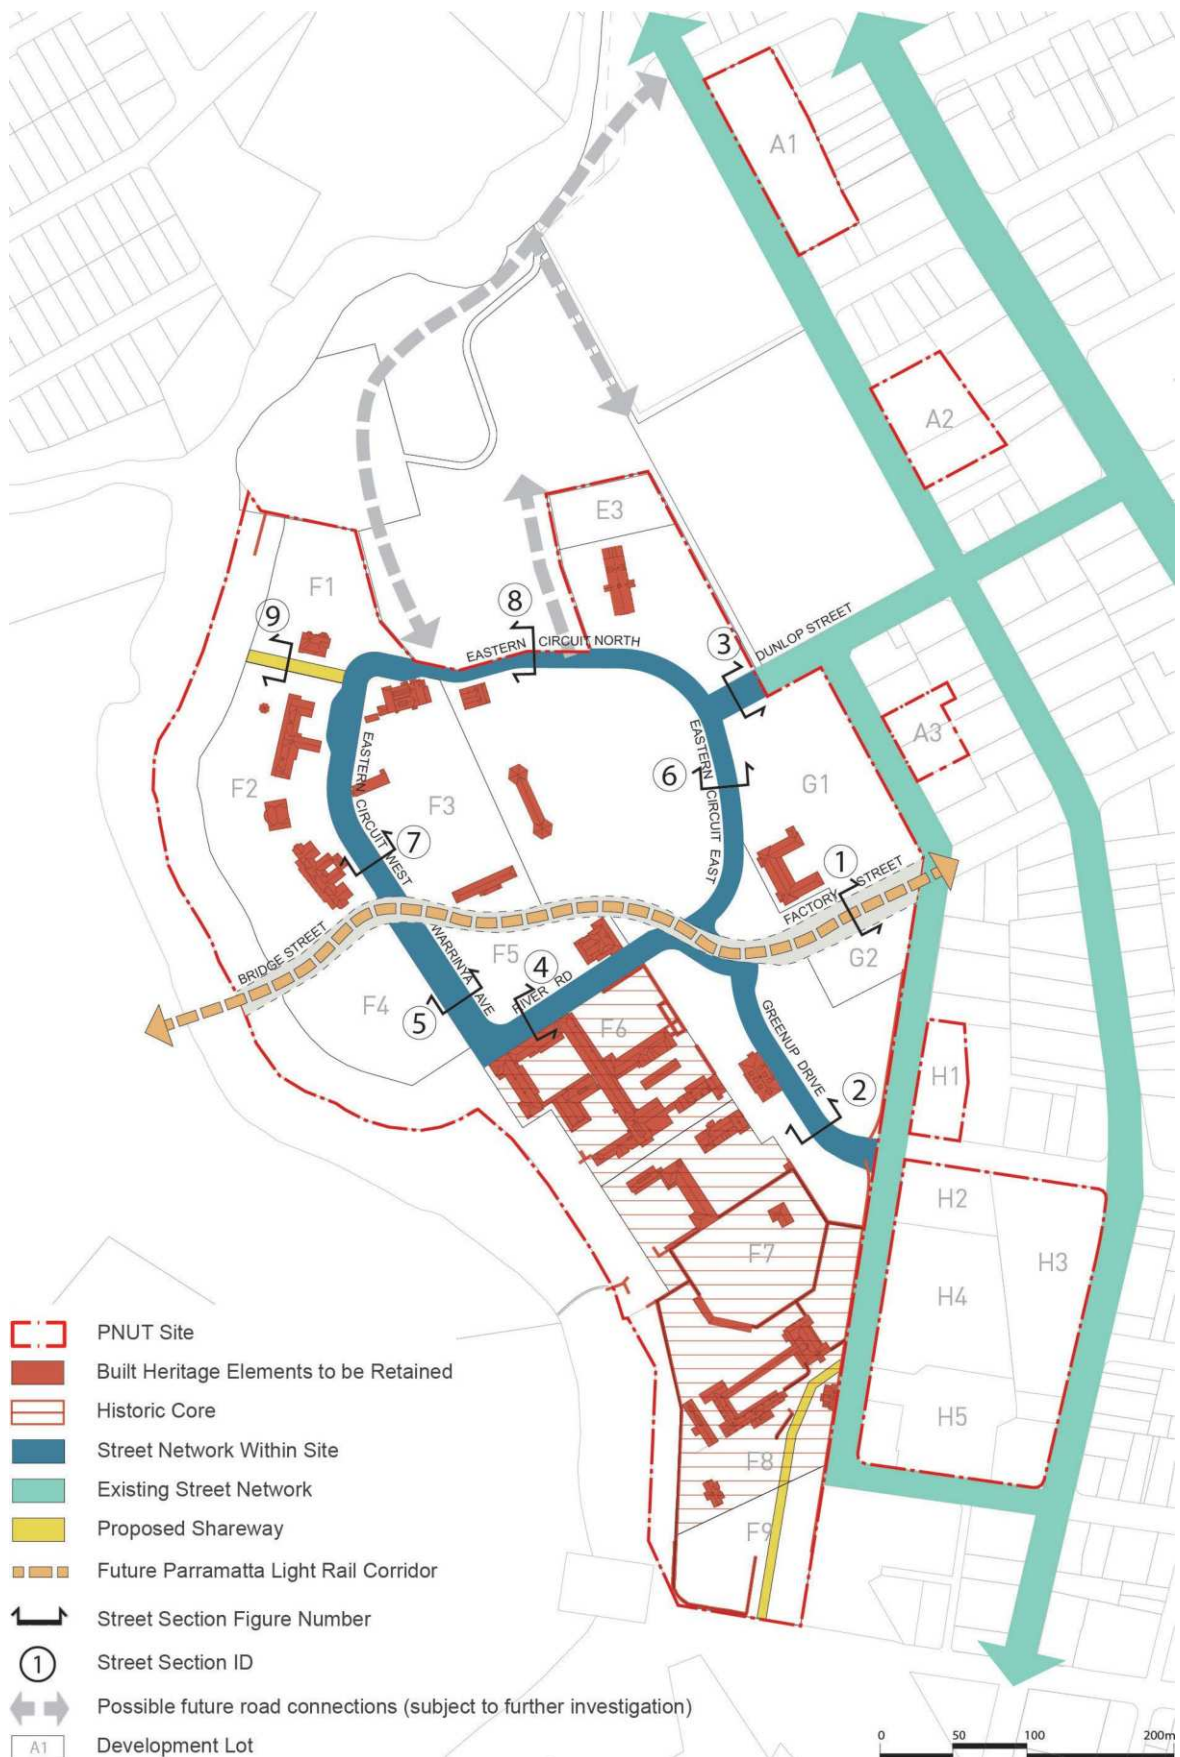 A1
A2
E3
F1
9
8
EASTERN CIRCUIT NORTH
3
DUNLOP STREET
A3
EASTERN CIRCUIT WEST
F2
F3
7
6
EASTERN CIRCUIT EAST
G1
1
FACTORY STREET
BRIDGE STREET
WARRINYA AVE
F5
4
RIVER RD
G2
F4
5
F6
GREENUP DRIVE
2
H1
H2
H3
F7
H4
H5
F8
F9
PNUT Site
Built Heritage Elements to be Retained
Historic Core
Street Network Within Site
Existing Street Network
Proposed Shareway
Future Parramatta Light Rail Corridor
Street Section Figure Number
1 Street Section ID
Possible future road connections (subject to further investigation)
A1 Development Lot
0 50 100 200m